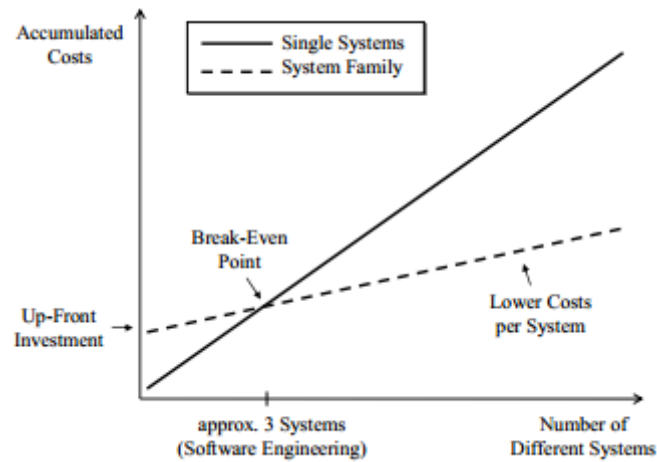 Accumulated
Costs
Single Systems
System Family
Break-Even
Point
Up-Front
Investment
Lower Costs
per System
approx. 3 Systems
(Software Engineering)
Number of
Different Systems